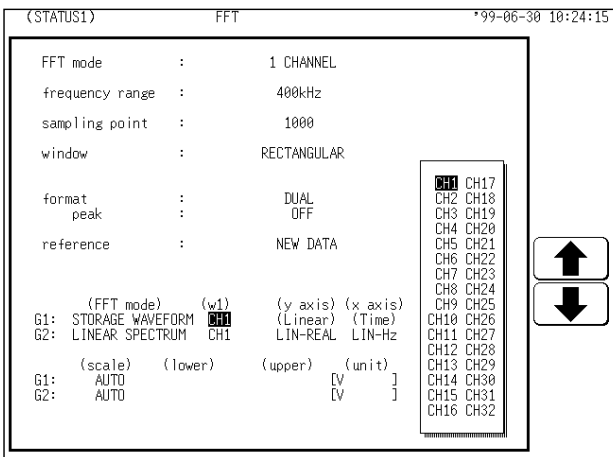 (STATUS1) FFT '99-06-30 10:24:15
FFT mode : 1 CHANNEL
frequency range : 400kHz
sampling point : 1000
window : RECTANGULAR
format : DUAL
peak : OFF
reference : NEW DATA
(FFT mode) (w1) (y axis) (x axis)
G1: STORAGE WAVEFORM CH1 (Linear) (Time)
G2: LINEAR SPECTRUM CH1 LIN-REAL LIN-Hz
(scale) (lower) (upper) (unit)
G1: AUTO [V ]
G2: AUTO [V ]
CH1 CH17
CH2 CH18
CH3 CH19
CH4 CH20
CH5 CH21
CH6 CH22
CH7 CH23
CH8 CH24
CH9 CH25
CH10 CH26
CH11 CH27
CH12 CH28
CH13 CH29
CH14 CH30
CH15 CH31
CH16 CH32